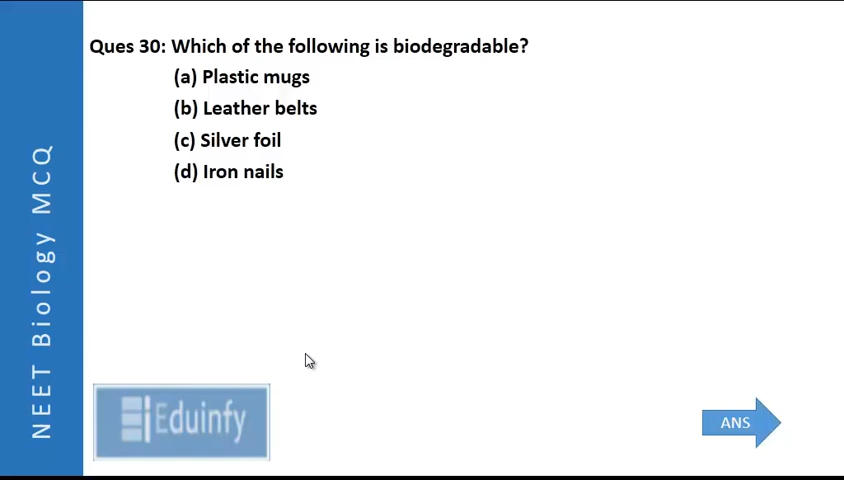 Ques 30: Which of the following is biodegradable?
(a) Plastic mugs
(b) Leather belts
(c) Silver foil
(d) Iron nails
NEET Biology MCQ
Eduinfy
ANS